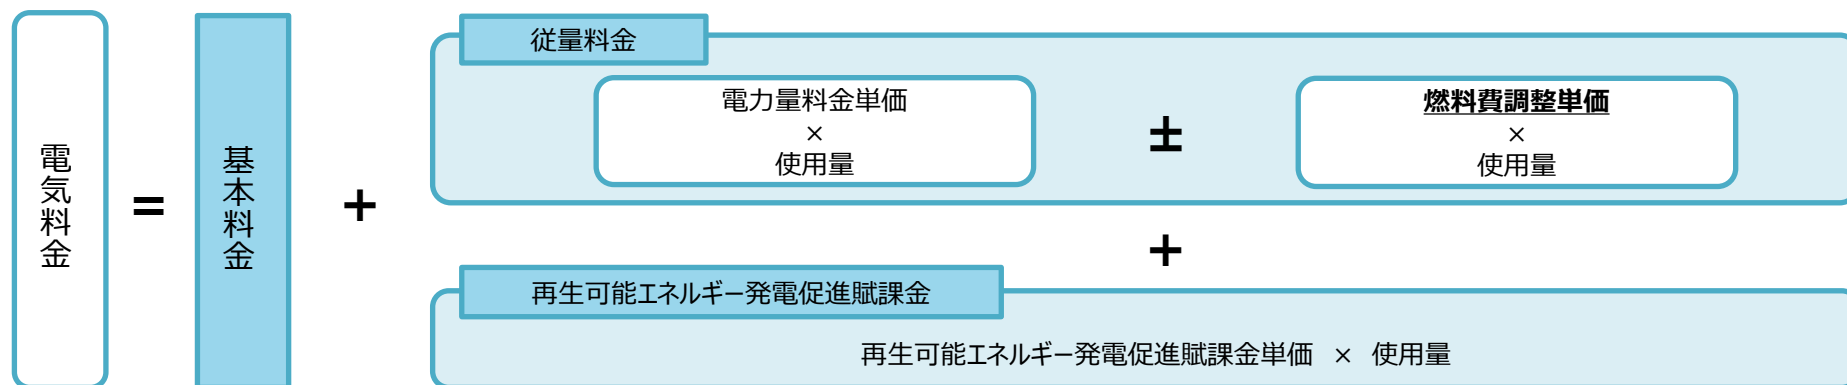 電気料金
=
基本料金
+
従量料金
電力量料金単価
×
使用量
±
燃料費調整単価
×
使用量
+
再生可能エネルギー発電促進賦課金
再生可能エネルギー発電促進賦課金単価 × 使用量